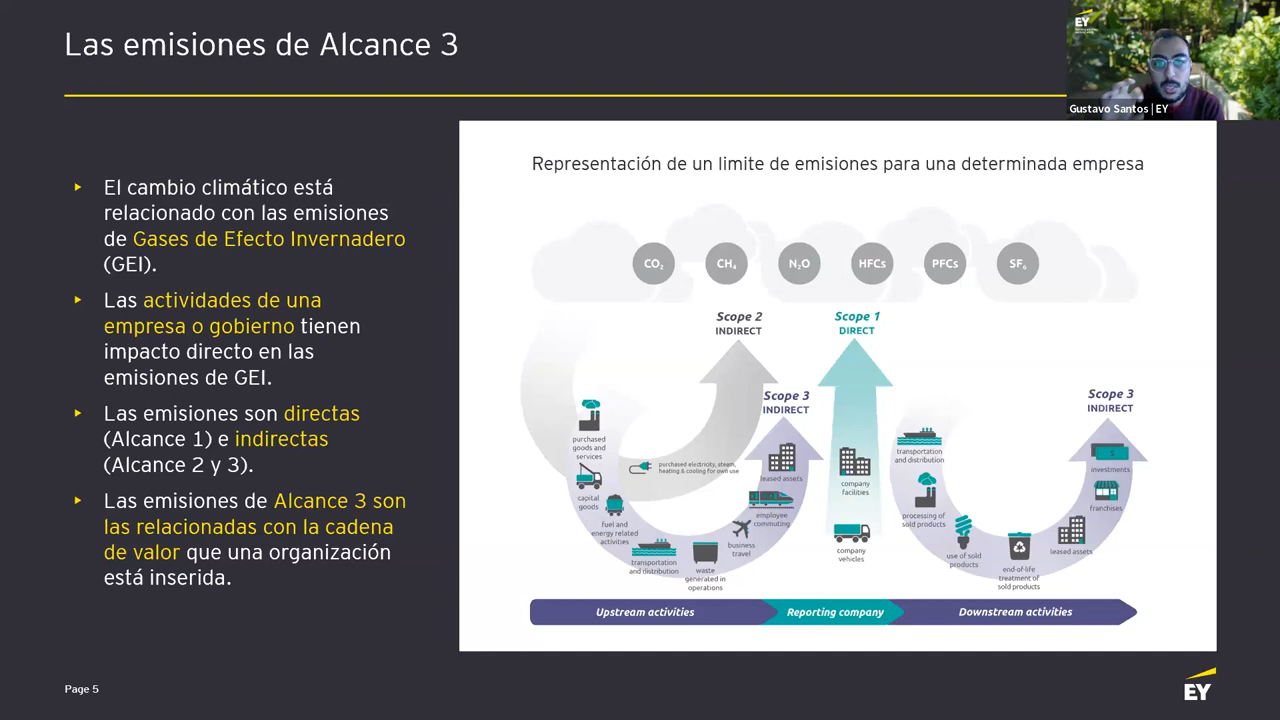 Las emisiones de Alcance 3
EY
Gustavo Santos | EY
El cambio climático está
relacionado con las emisiones
de Gases de Efecto Invernadero
(GEI).
Las actividades de una
empresa o gobierno tienen
impacto directo en las
emisiones de GEI.
Las emisiones son directas
(Alcance 1) e indirectas
(Alcance 2 y 3).
Las emisiones de Alcance 3 son
las relacionadas con la cadena
de valor que una organización
está inserida.
Representación de un limite de emisiones para una determinada empresa
CO₂
CH₄
N₂O
HFCs
PFCs
SF₆
Scope 2
INDIRECT
Scope 1
DIRECT
Scope 3
INDIRECT
Scope 3
INDIRECT
purchased
goods and
services
capital
goods
fuel and
energy related
activities
transportation
and distribution
waste
generated in
operations
business
travel
employee
commuting
leased assets
purchased electricity, steam,
heating & cooling for own use
company
facilities
company
vehicles
transportation
and distribution
processing of
sold products
use of sold
products
end-of-life
treatment of
sold products
leased assets
franchises
investments
Upstream activities
Reporting company
Downstream activities
Page 5
EY